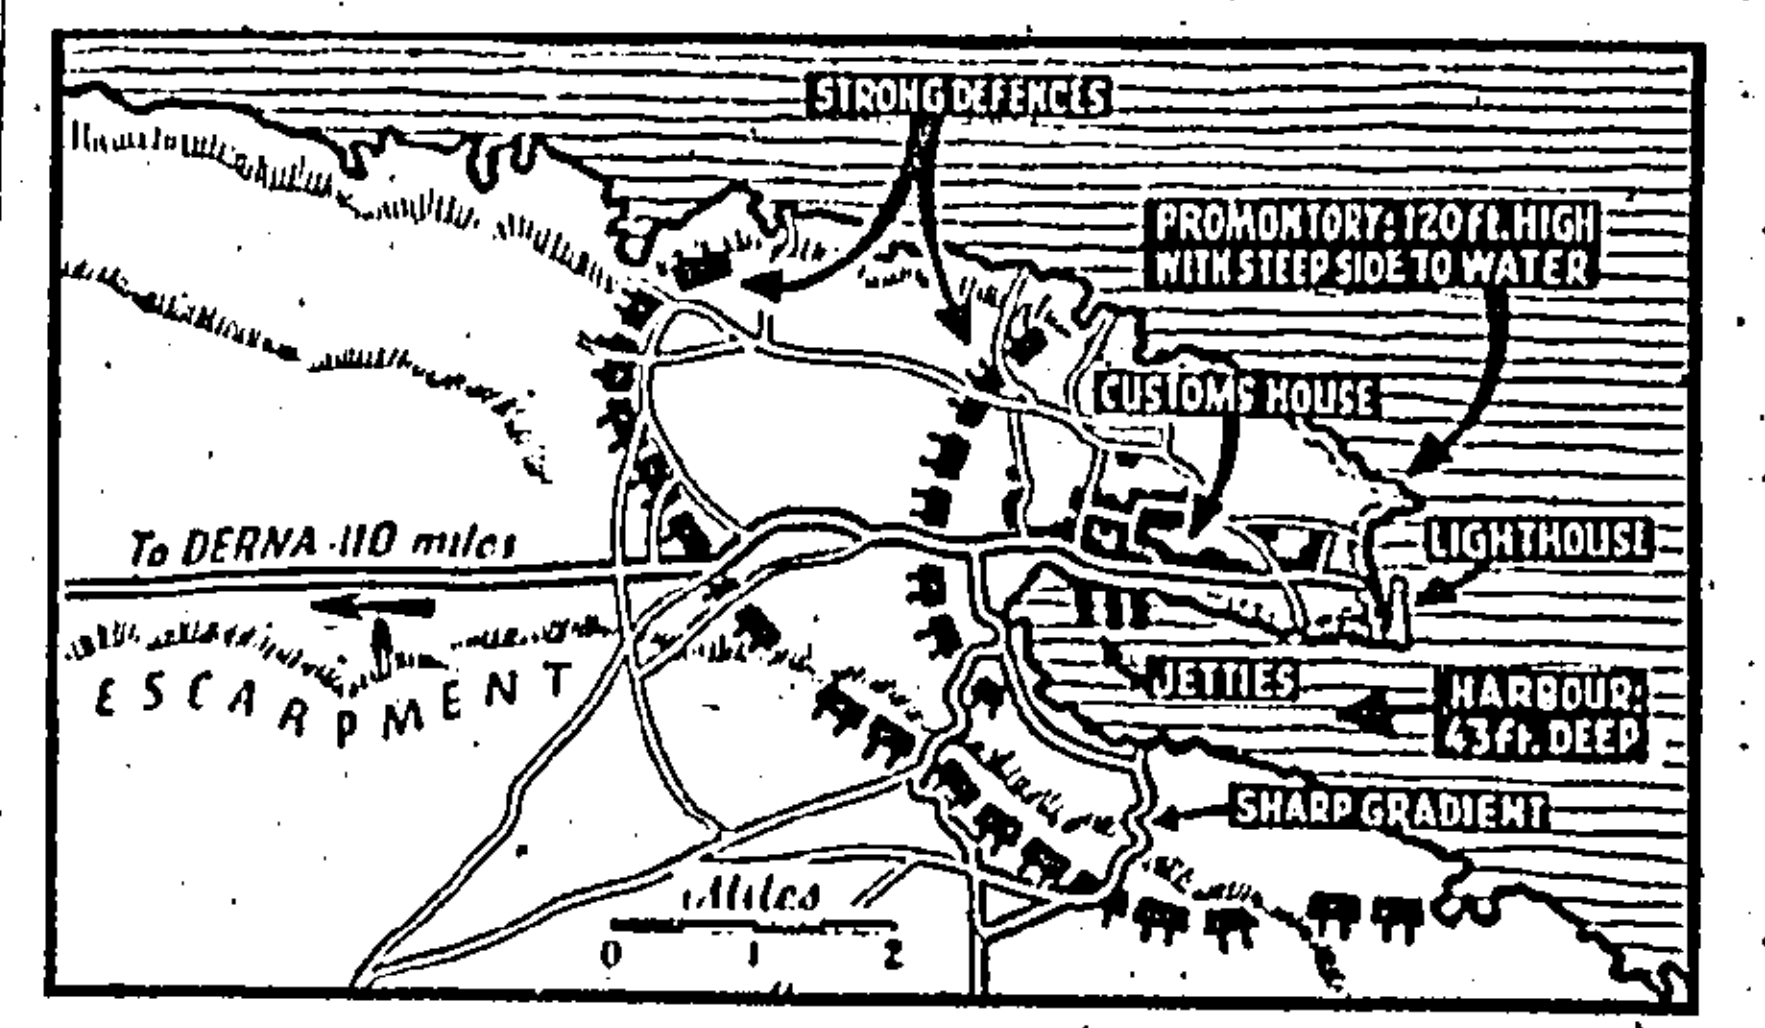 STRONG DEFENCES
PROMONTORY: 120 Ft. HIGH
WITH STEEP SIDE TO WATER
CUSTOMS HOUSE
To DERNA 110 miles
LIGHTHOUSE
ESCARPMENT
JETTIES
HARBOUR:
43 ft. DEEP
SHARP GRADIENT
Miles
0 1 2